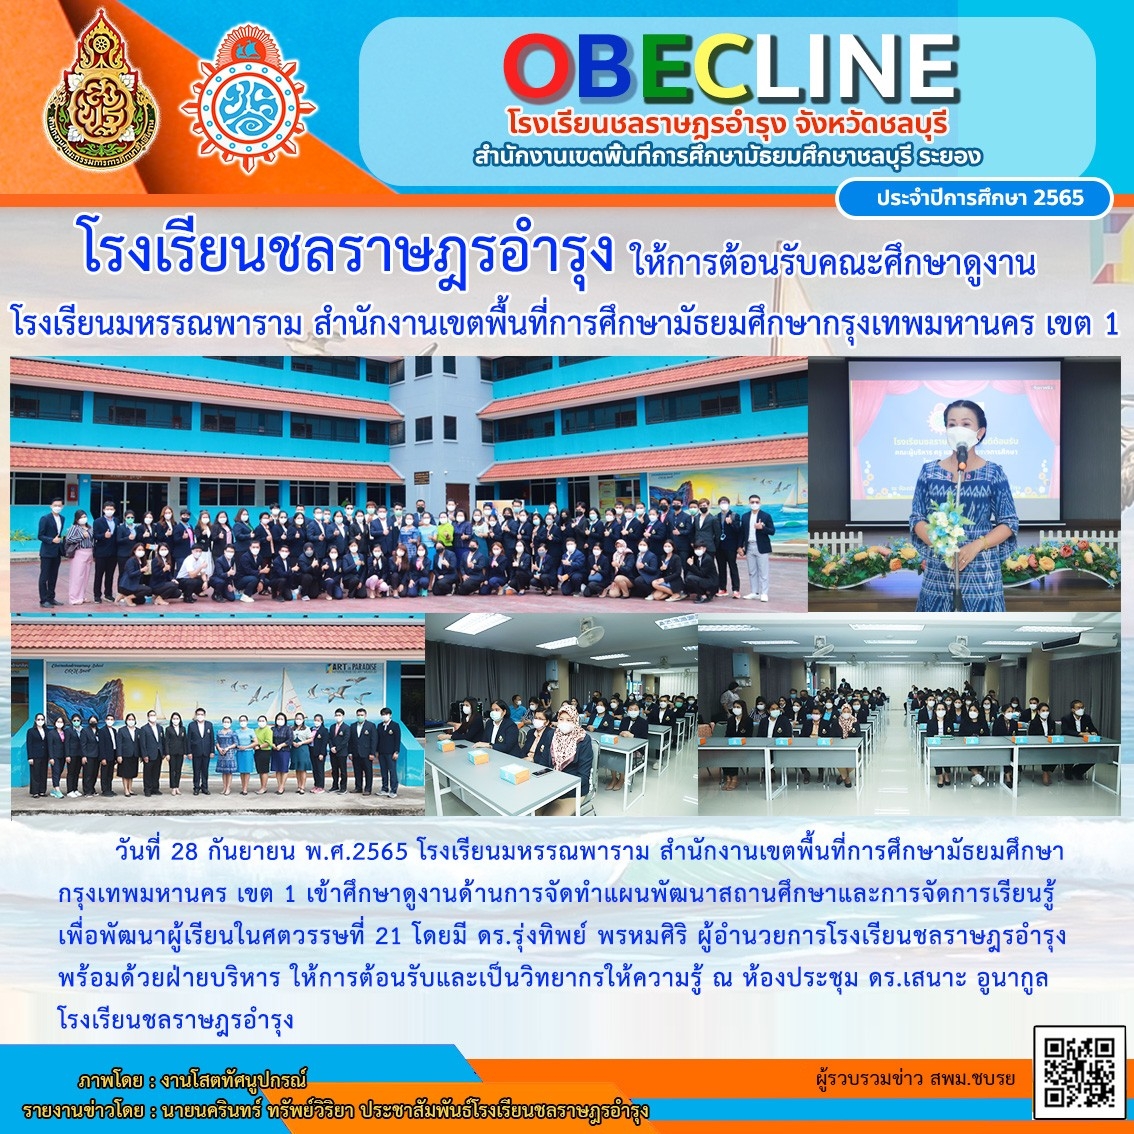 OBECLINE
โรงเรียนชลราษฎรอำรุง จังหวัดชลบุรี
สำนักงานเขตพื้นที่การศึกษามัธยมศึกษาชลบุรี ระยอง
ประจำปีการศึกษา 2565
โรงเรียนชลราษฎรอำรุง ให้การต้อนรับคณะศึกษาดูงาน
โรงเรียนมหรรณพาราม สำนักงานเขตพื้นที่การศึกษามัธยมศึกษากรุงเทพมหานคร เขต 1
ART in PARADISE
วันที่ 28 กันยายน พ.ศ.2565 โรงเรียนมหรรณพาราม สำนักงานเขตพื้นที่การศึกษามัธยมศึกษา
กรุงเทพมหานคร เขต 1 เข้าศึกษาดูงานด้านการจัดทำแผนพัฒนาสถานศึกษาและการจัดการเรียนรู้
เพื่อพัฒนาผู้เรียนในศตวรรษที่ 21 โดยมี ดร.รุ่งทิพย์ พรหมศิริ ผู้อำนวยการโรงเรียนชลราษฎรอำรุง
พร้อมด้วยฝ่ายบริหาร ให้การต้อนรับและเป็นวิทยากรให้ความรู้ ณ ห้องประชุม ดร.เสนาะ อูนากูล
โรงเรียนชลราษฎรอำรุง
ภาพโดย : งานโสตทัศนูปกรณ์
รายงานข่าวโดย : นายนครินทร์ ทรัพย์วิริยา ประชาสัมพันธ์โรงเรียนชลราษฎรอำรุง
ผู้รวบรวมข่าว สพม.ชบรย